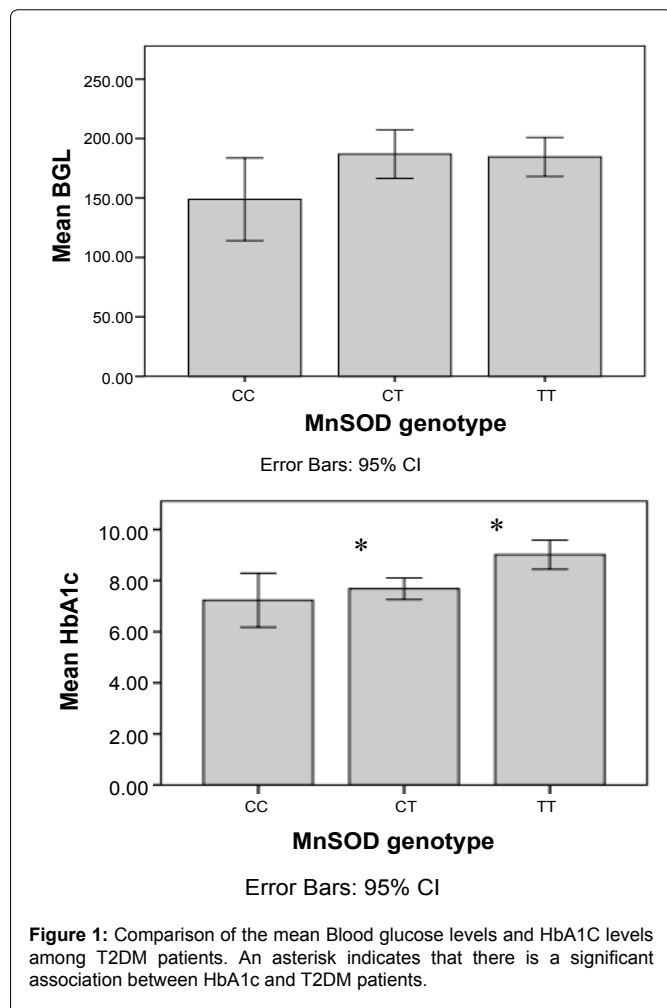 250.00
200.00
150.00
100.00
50.00
0.00
Mean BGL
CC CT TT
MnSOD genotype
Error Bars: 95% CI
10.00
8.00
6.00
4.00
2.00
0.00
Mean HbA1c
* *
CC CT TT
MnSOD genotype
Error Bars: 95% CI
Figure 1: Comparison of the mean Blood glucose levels and HbA1C levels
among T2DM patients. An asterisk indicates that there is a significant
association between HbA1c and T2DM patients.